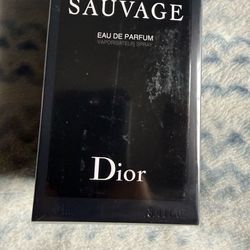 SAUVAGE
EAU DE PARFUM
VAPORISATEUR SPRAY
Dior